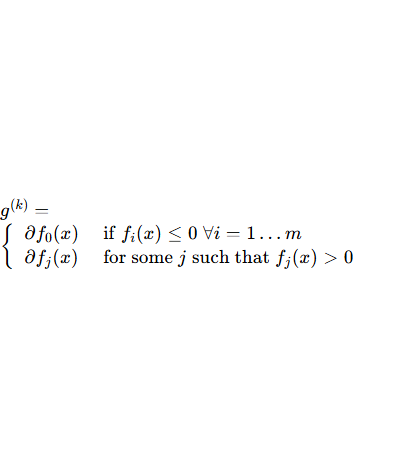 g^{(k)} =
{ ∂f_0(x) if f_i(x) ≤ 0 ∀i = 1 … m
∂f_j(x) for some j such that f_j(x) > 0